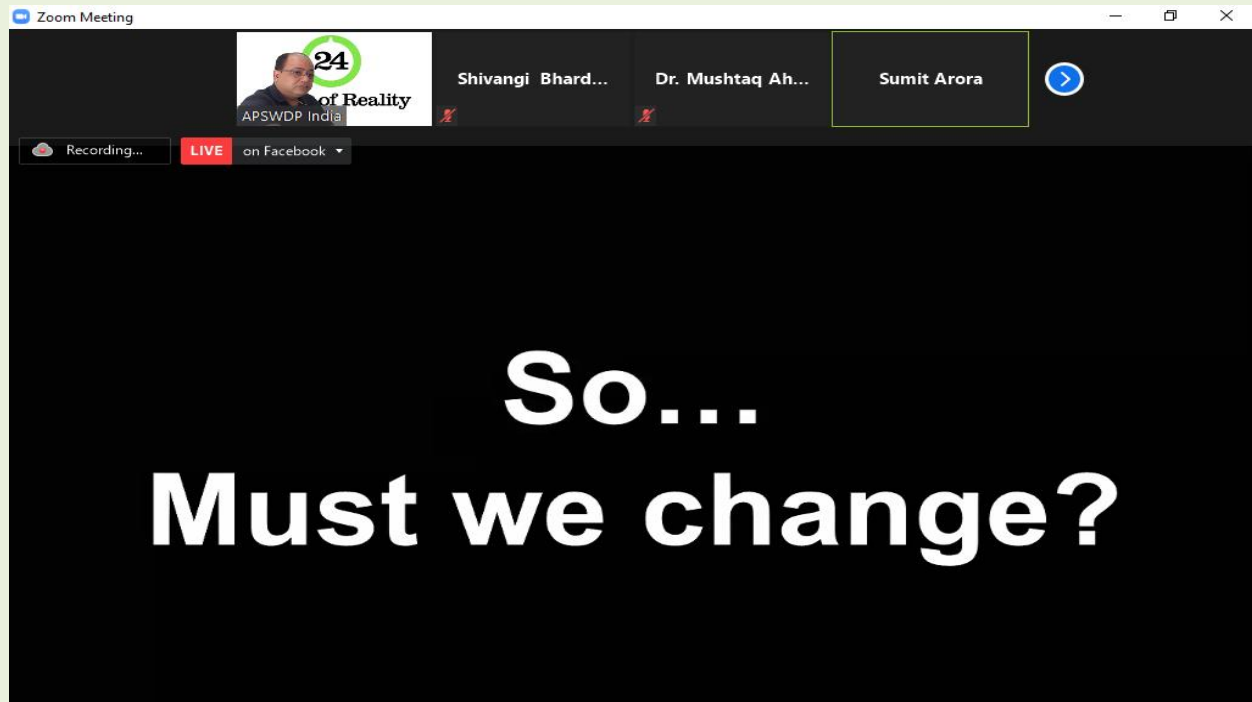 Zoom Meeting
24
of Reality
APSWDP India
Shivangi Bhard...
Dr. Mushtaq Ah...
Sumit Arora
Recording...
LIVE on Facebook
So...
Must we change?